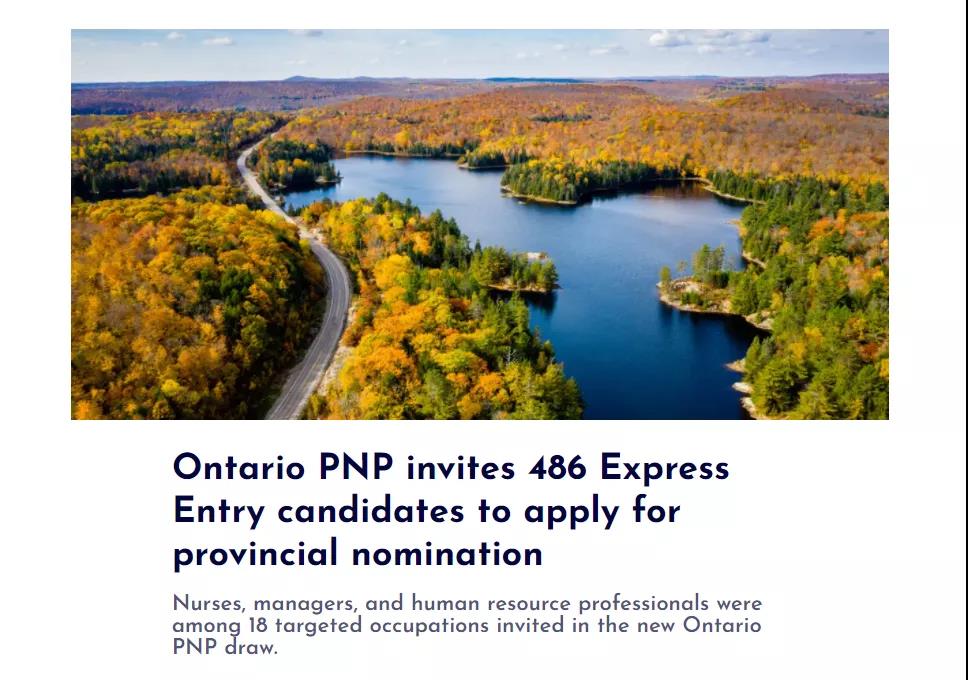 Ontario PNP invites 486 Express
Entry candidates to apply for
provincial nomination
Nurses, managers, and human resource professionals were
among 18 targeted occupations invited in the new Ontario
PNP draw.